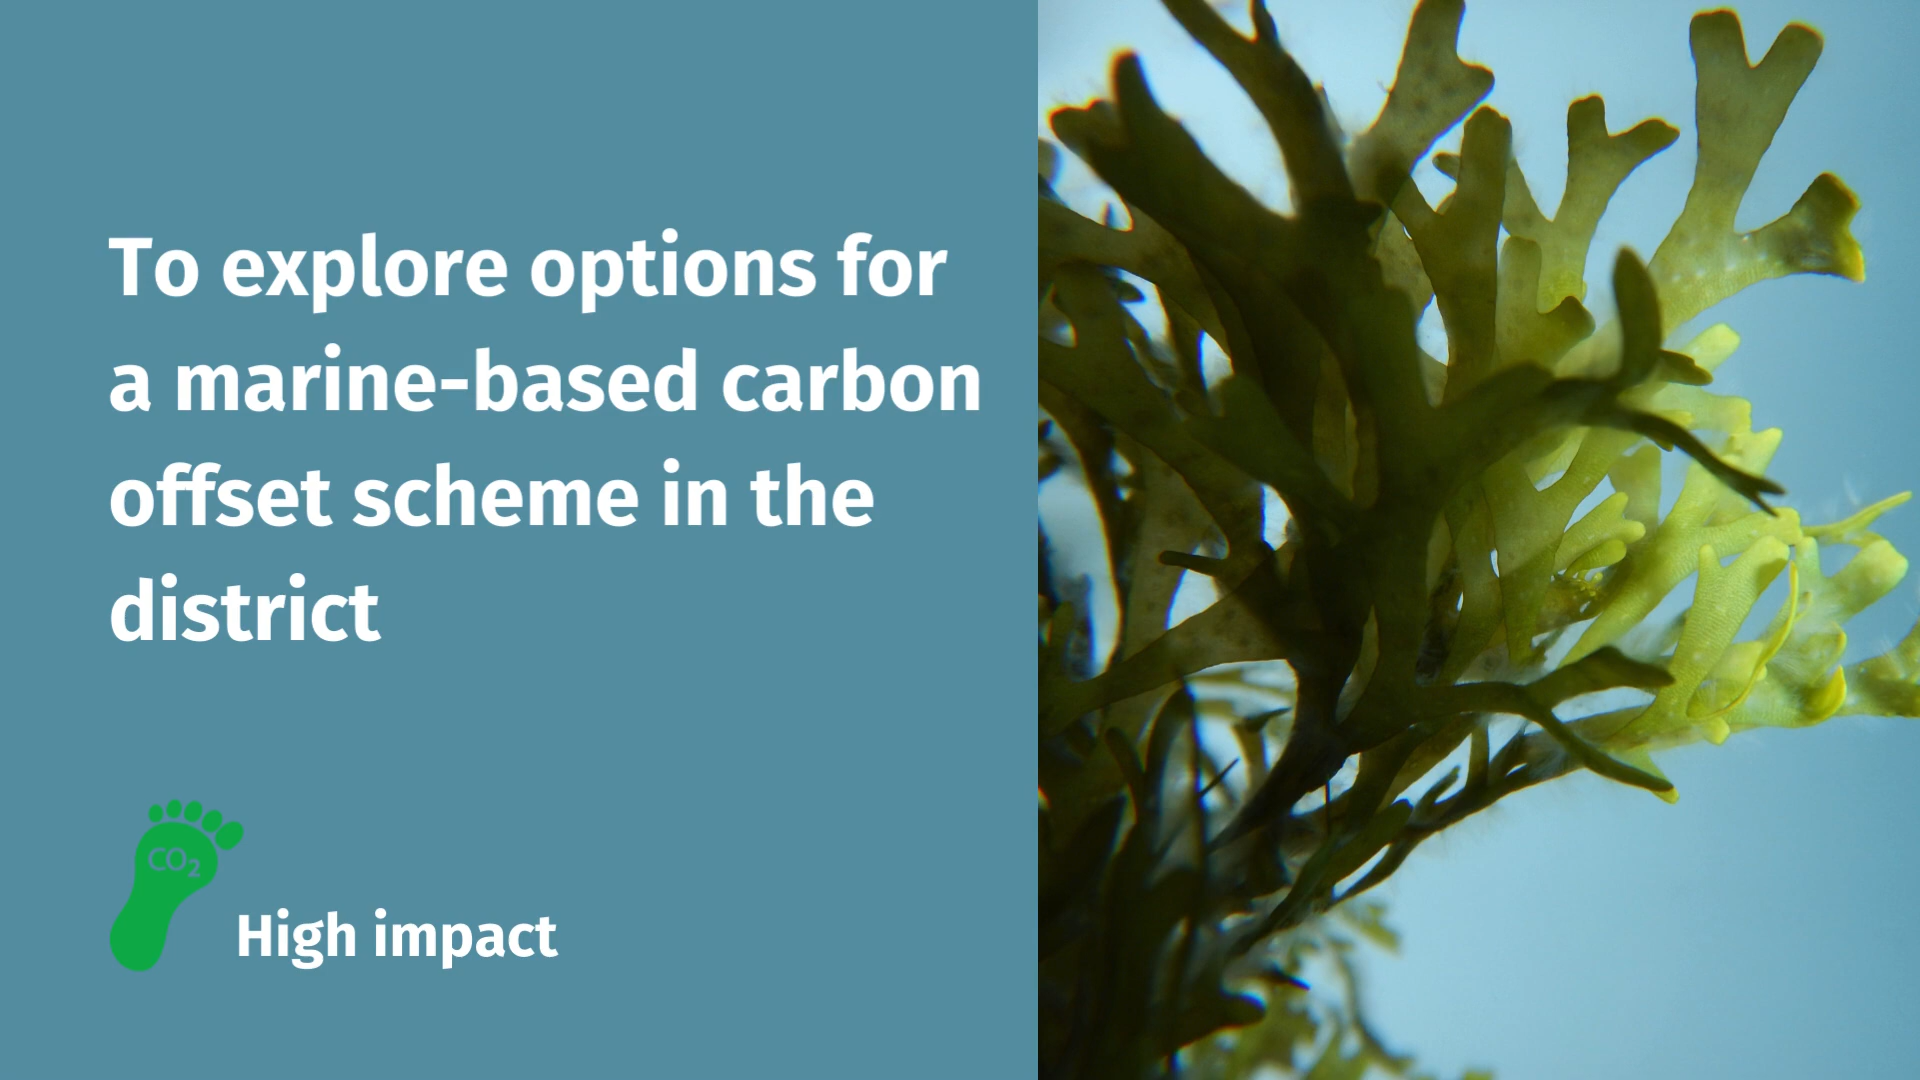 To explore options for
a marine-based carbon
offset scheme in the
district
CO₂
High impact